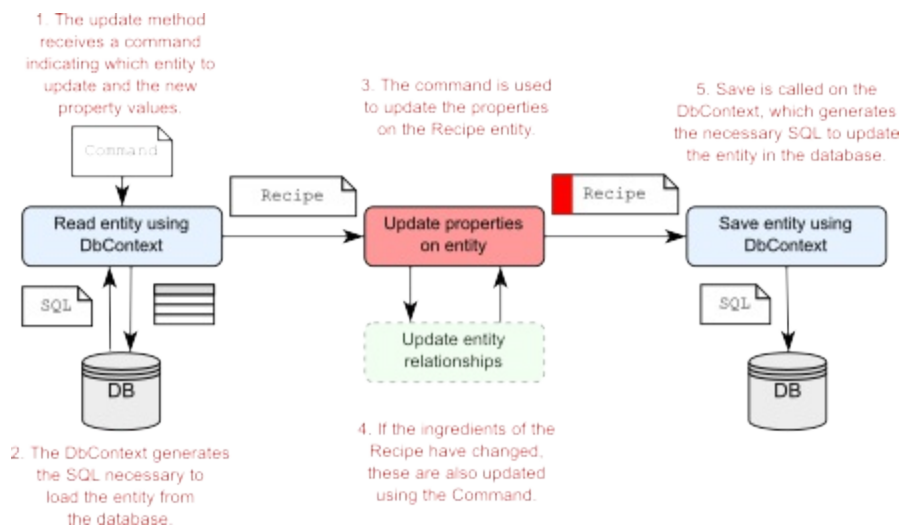 1. The update method
receives a command
indicating which entity to
update and the new
property values.
3. The command is used
to update the properties
on the Recipe entity.
5. Save is called on the
DbContext, which generates
the necessary SQL to update
the entity in the database.
Command
Recipe
Recipe
Read entity using
DbContext
Update properties
on entity
Save entity using
DbContext
SQL
SQL
Update entity
relationships
DB
DB
2. The DbContext generates
the SQL necessary to
load the entity from
the database.
4. If the ingredients of the
Recipe have changed,
these are also updated
using the Command.